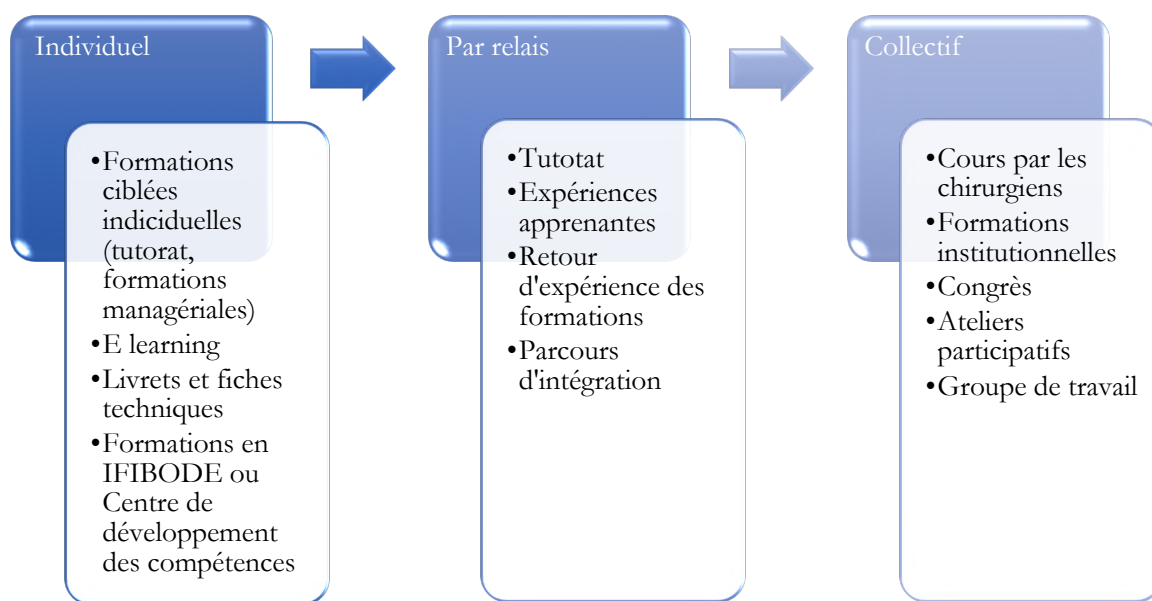 Individuel
•Formations
ciblées
indiciduelles
(tutorat,
formations
managériales)
•E learning
•Livrets et fiches
techniques
•Formations en
IFIBODE ou
Centre de
développement
des compétences
Par relais
•Tutotat
•Expériences
apprenantes
•Retour
d'expérience des
formations
•Parcours
d'intégration
Collectif
•Cours par les
chirurgiens
•Formations
institutionnelles
•Congrès
•Ateliers
participatifs
•Groupe de travail